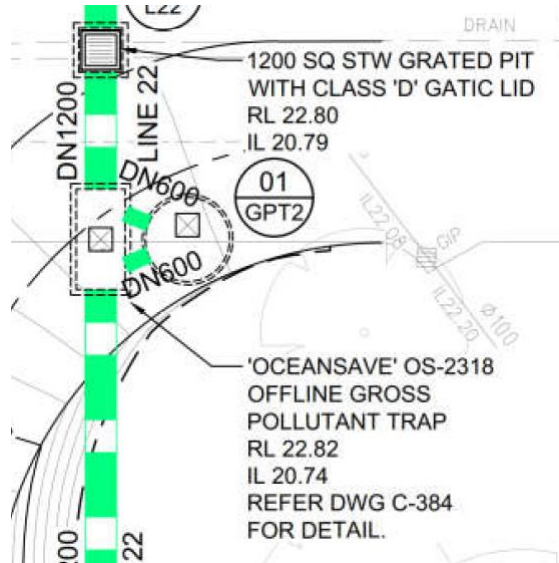 L22
DRAIN
1200 SQ STW GRATED PIT
WITH CLASS 'D' GATIC LID
RL 22.80
IL 20.79
DN1200
LINE 22
DN600
01
GPT2
DN600
IL22.08
GIP
IL22.20
Ø100
'OCEANSAVE' OS-2318
OFFLINE GROSS
POLLUTANT TRAP
RL 22.82
IL 20.74
REFER DWG C-384
FOR DETAIL.
200
22